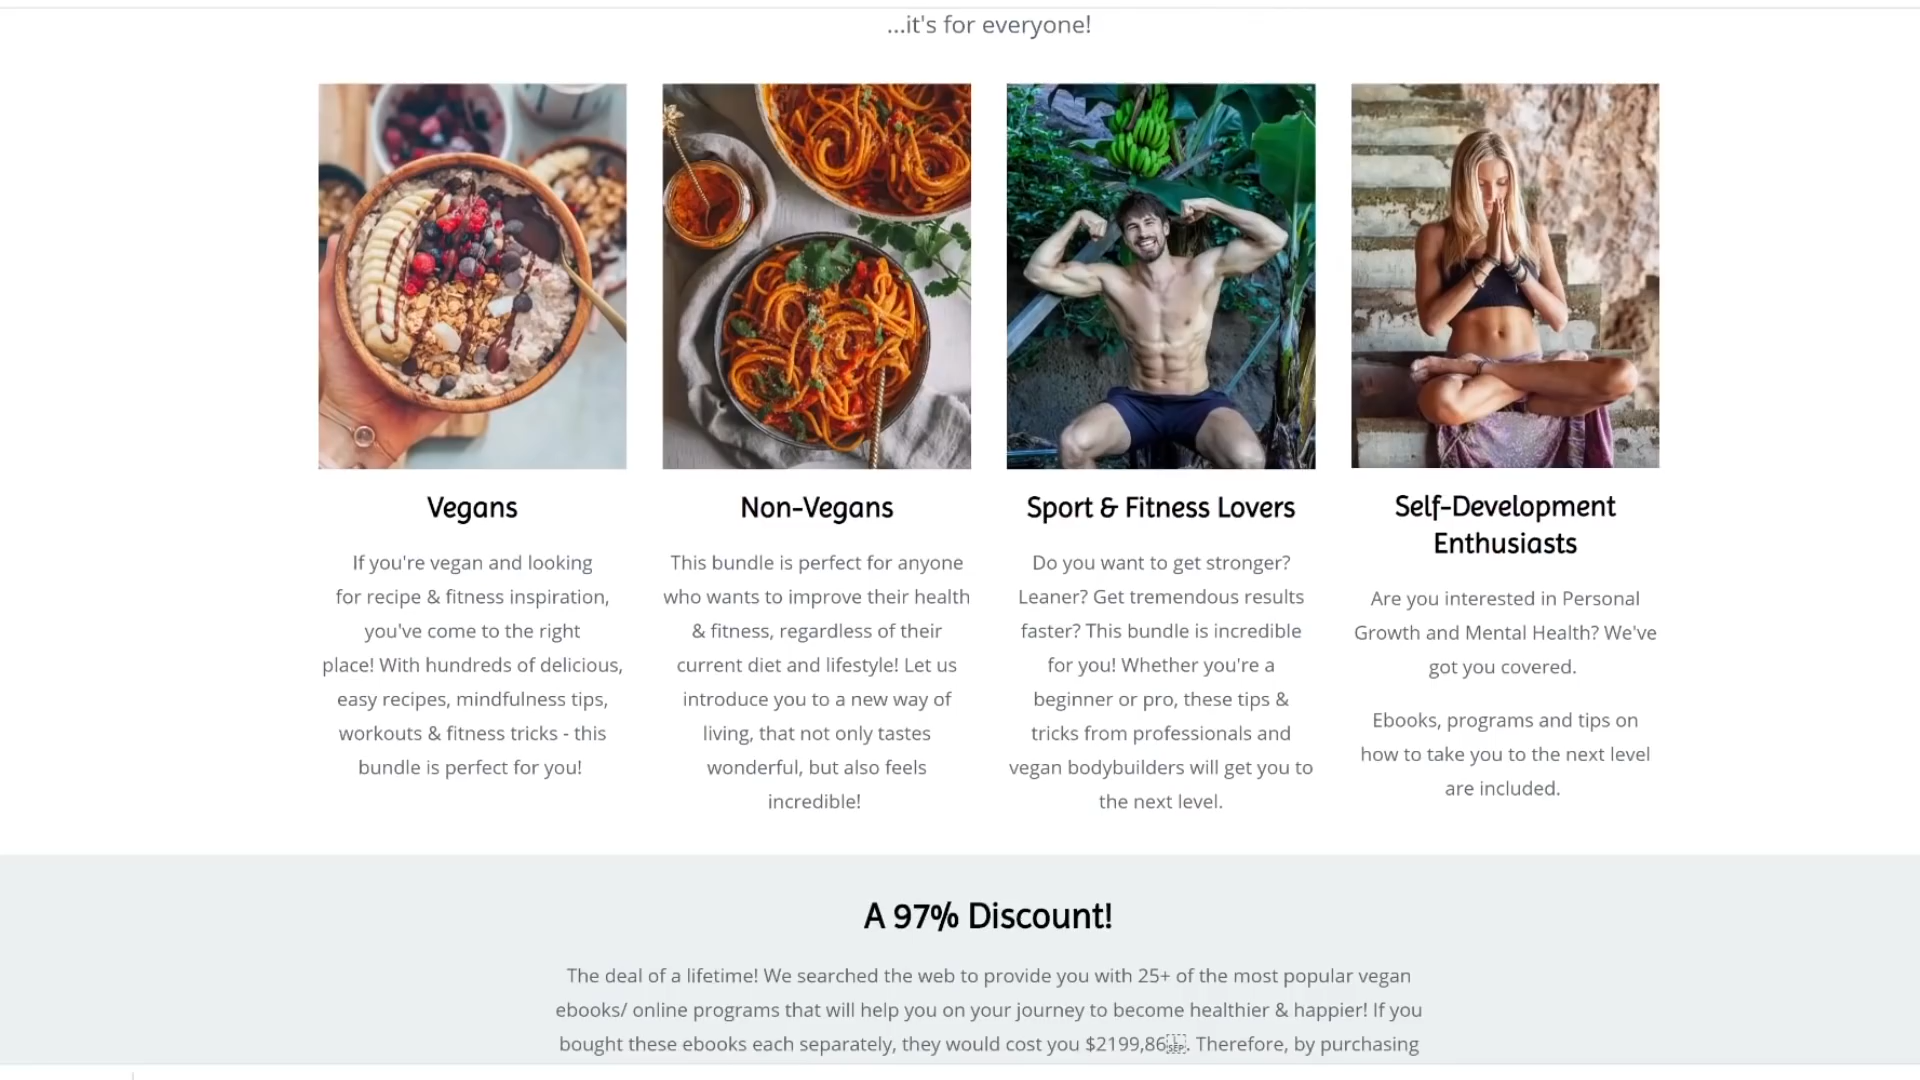 ...it's for everyone!
Vegans
If you're vegan and looking
for recipe & fitness inspiration,
you've come to the right
place! With hundreds of delicious,
easy recipes, mindfulness tips,
workouts & fitness tricks - this
bundle is perfect for you!
Non-Vegans
This bundle is perfect for anyone
who wants to improve their health
& fitness, regardless of their
current diet and lifestyle! Let us
introduce you to a new way of
living, that not only tastes
wonderful, but also feels
incredible!
Sport & Fitness Lovers
Do you want to get stronger?
Leaner? Get tremendous results
faster? This bundle is incredible
for you! Whether you're a
beginner or pro, these tips &
tricks from professionals and
vegan bodybuilders will get you to
the next level.
Self-Development
Enthusiasts
Are you interested in Personal
Growth and Mental Health? We've
got you covered.
Ebooks, programs and tips on
how to take you to the next level
are included.
A 97% Discount!
The deal of a lifetime! We searched the web to provide you with 25+ of the most popular vegan
ebooks/ online programs that will help you on your journey to become healthier & happier! If you
bought these ebooks each separately, they would cost you $2199,86. Therefore, by purchasing